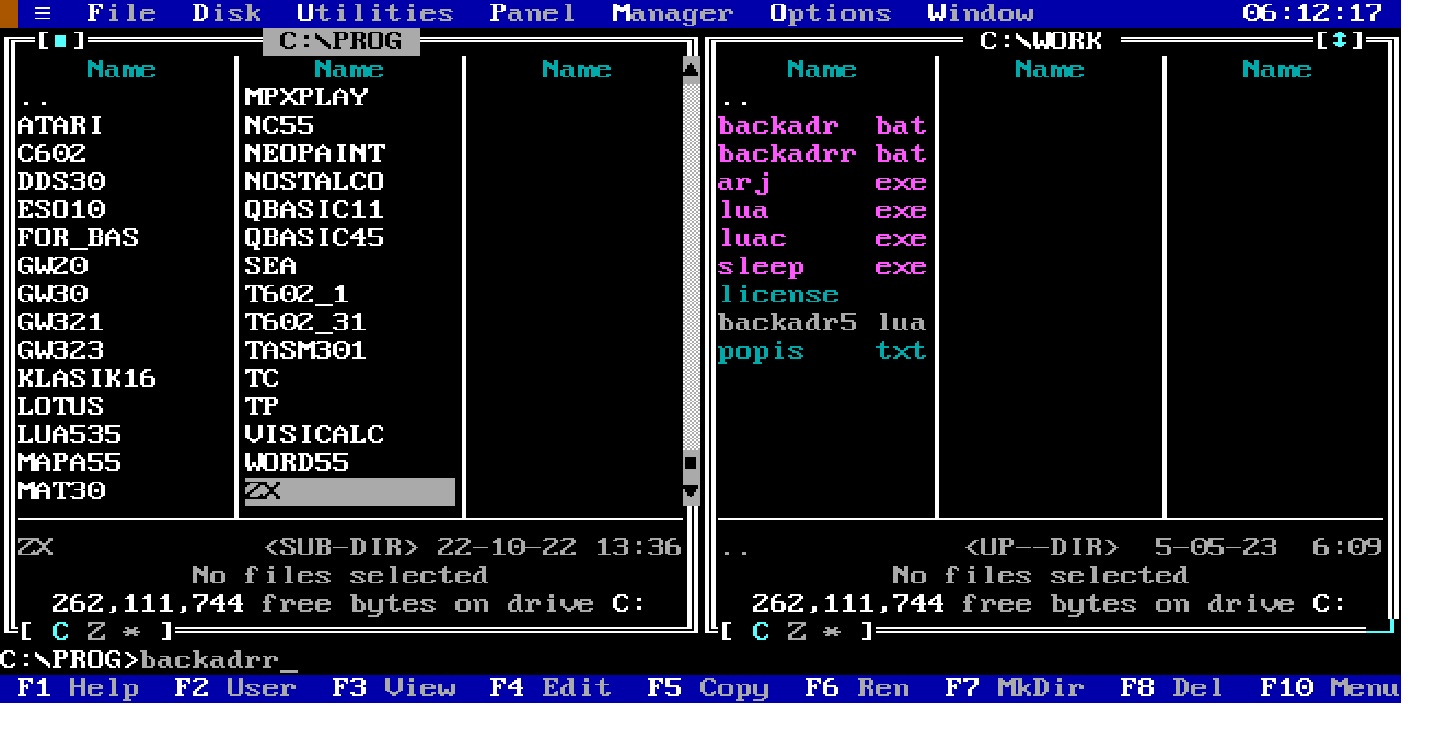 ≡ File Disk Utilities Panel Manager Options Window 06:12:17
[■] C:\PROG C:\WORK [↕]
Name Name Name Name Name Name
.. MPXPLAY ..
ATARI NC55 backadr bat
C602 NEOPAINT backadrr bat
DDS30 NOSTALCO arj exe
ESO10 QBASIC11 lua exe
FOR_BAS QBASIC45 luac exe
GW20 SEA sleep exe
GW30 T602_1 license
GW321 T602_31 backadr5 lua
GW323 TASM301 popis txt
KLASIK16 TC
LOTUS TP
LUA535 VISICALC
MAPA55 WORD55
MAT30 ZX
ZX <SUB-DIR> 22-10-22 13:36 .. <UP--DIR> 5-05-23 6:09
No files selected No files selected
262,111,744 free bytes on drive C: 262,111,744 free bytes on drive C:
[ C Z * ] [ C Z * ]
C:\PROG>backadrr_
F1 Help F2 User F3 View F4 Edit F5 Copy F6 Ren F7 MkDir F8 Del F10 Menu